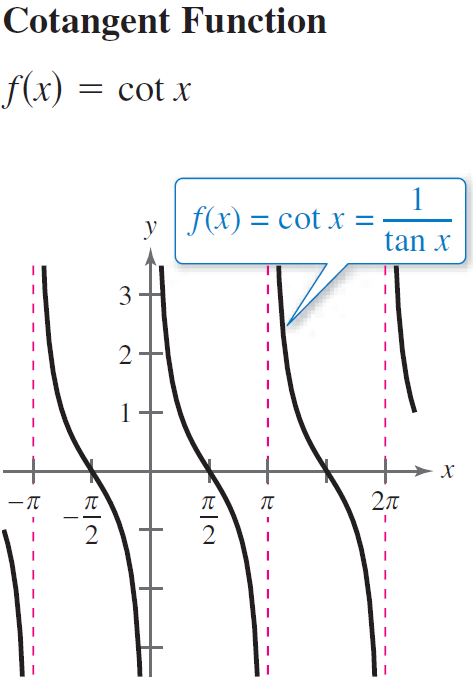 Cotangent Function
f(x) = cot x
f(x) = cot x = 1/tan x
y
3
2
1
x
−π
−π/2
π/2
π
2π